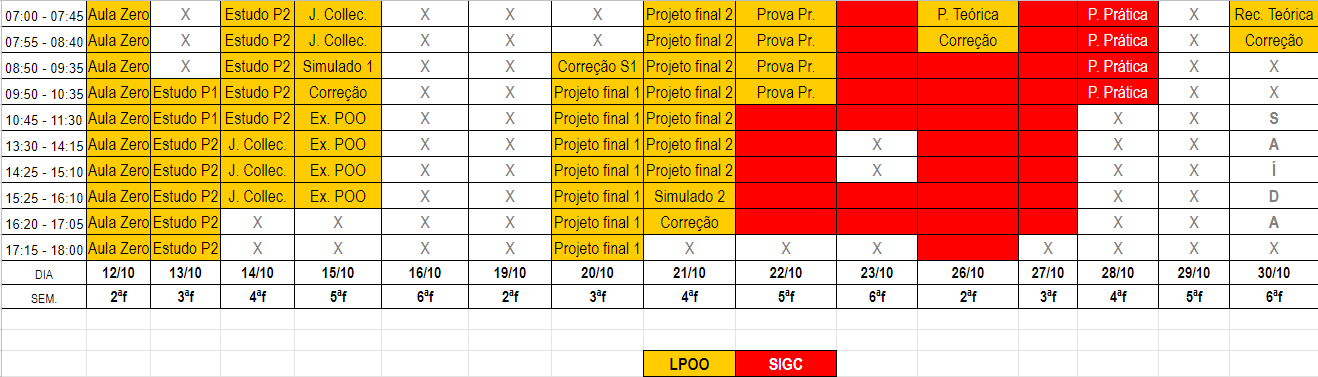 07:00 - 07:45 Aula Zero X Estudo P2 J. Collec. X X X Projeto final 2 Prova Pr. P. Teórica P. Prática X Rec. Teórica
07:55 - 08:40 Aula Zero X Estudo P2 J. Collec. X X X Projeto final 2 Prova Pr. Correção P. Prática X Correção
08:50 - 09:35 Aula Zero X Estudo P2 Simulado 1 X X Correção S1 Projeto final 2 Prova Pr. P. Prática X X
09:50 - 10:35 Aula Zero Estudo P1 Estudo P2 Correção X X Projeto final 1 Projeto final 2 Prova Pr. P. Prática X X
10:45 - 11:30 Aula Zero Estudo P1 Estudo P2 Ex. POO X X Projeto final 1 Projeto final 2 X X S
13:30 - 14:15 Aula Zero Estudo P2 J. Collec. Ex. POO X X Projeto final 1 Projeto final 2 X X X A
14:25 - 15:10 Aula Zero Estudo P2 J. Collec. Ex. POO X X Projeto final 1 Projeto final 2 X X X Í
15:25 - 16:10 Aula Zero Estudo P2 J. Collec. Ex. POO X X Projeto final 1 Simulado 2 X X D
16:20 - 17:05 Aula Zero Estudo P2 X X X X Projeto final 1 Correção X X A
17:15 - 18:00 Aula Zero Estudo P2 X X X X Projeto final 1 X X X X X X X
DIA 12/10 13/10 14/10 15/10 16/10 19/10 20/10 21/10 22/10 23/10 26/10 27/10 28/10 29/10 30/10
SEM. 2ªf 3ªf 4ªf 5ªf 6ªf 2ªf 3ªf 4ªf 5ªf 6ªf 2ªf 3ªf 4ªf 5ªf 6ªf
LPOO SIGC